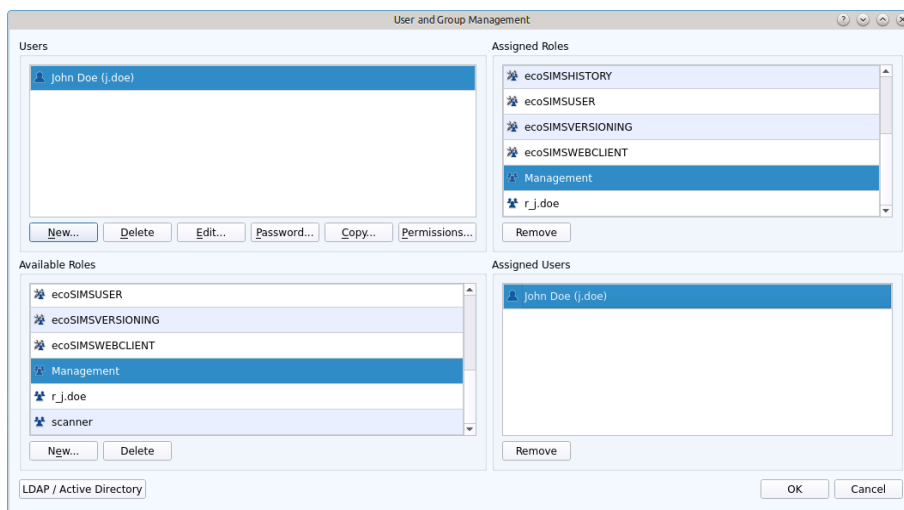 User and Group Management
Users
John Doe (j.doe)
New... Delete Edit... Password... Copy... Permissions...
Assigned Roles
ecoSIMSHISTORY
ecoSIMSUSER
ecoSIMSVERSIONING
ecoSIMSWEBCLIENT
Management
r_j.doe
Remove
Available Roles
ecoSIMSUSER
ecoSIMSVERSIONING
ecoSIMSWEBCLIENT
Management
r_j.doe
scanner
New... Delete
Assigned Users
John Doe (j.doe)
Remove
LDAP / Active Directory
OK Cancel